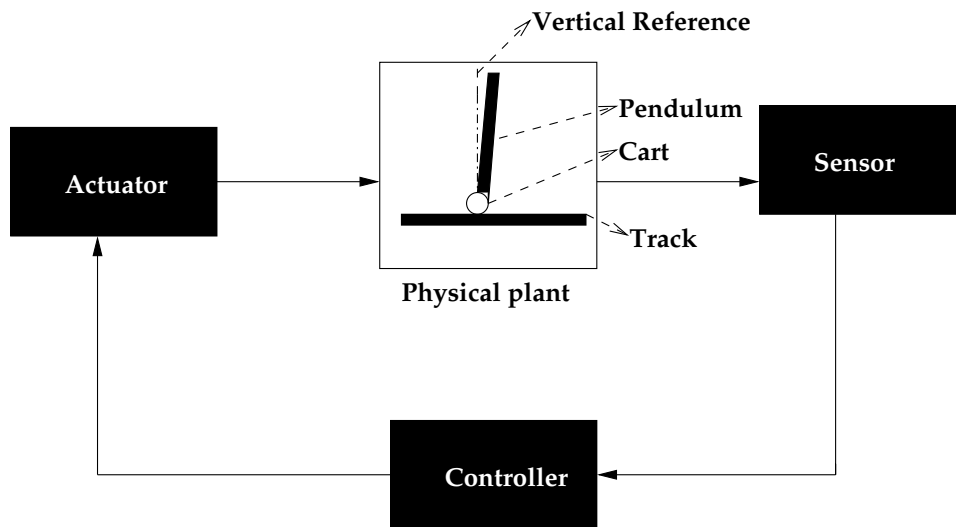 Vertical Reference
Pendulum
Cart
Actuator
Sensor
Track
Physical plant
Controller